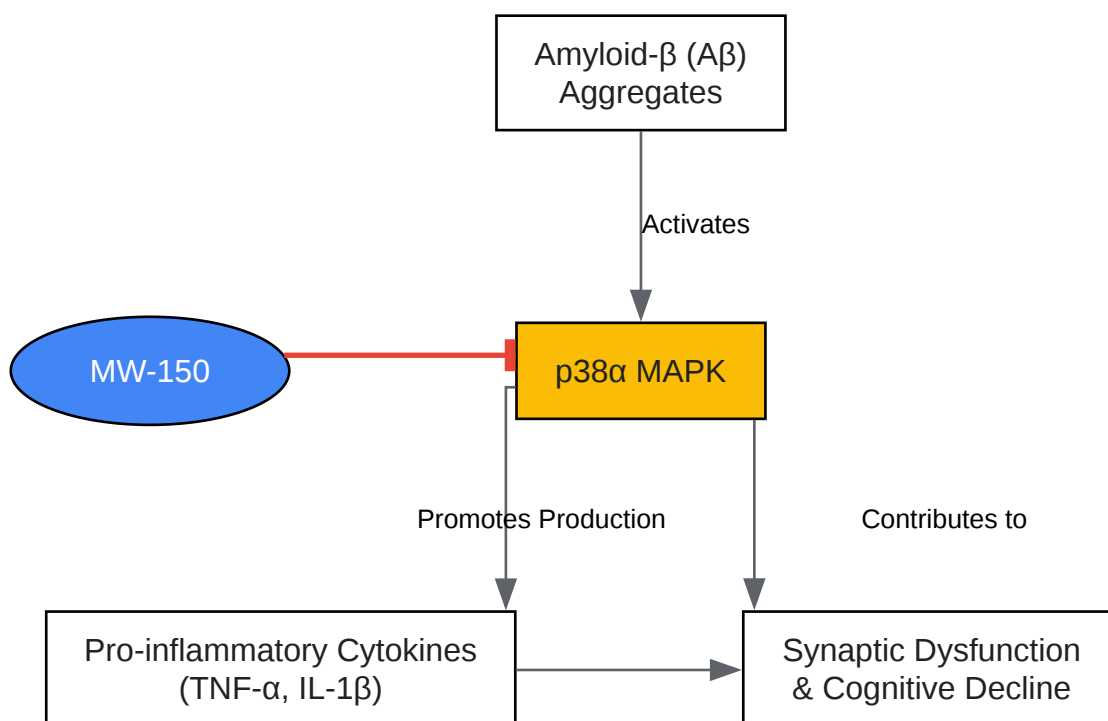 Amyloid-β (Aβ)
Aggregates
Activates
MW-150
p38α MAPK
Promotes Production
Contributes to
Pro-inflammatory Cytokines
(TNF-α, IL-1β)
Synaptic Dysfunction
& Cognitive Decline